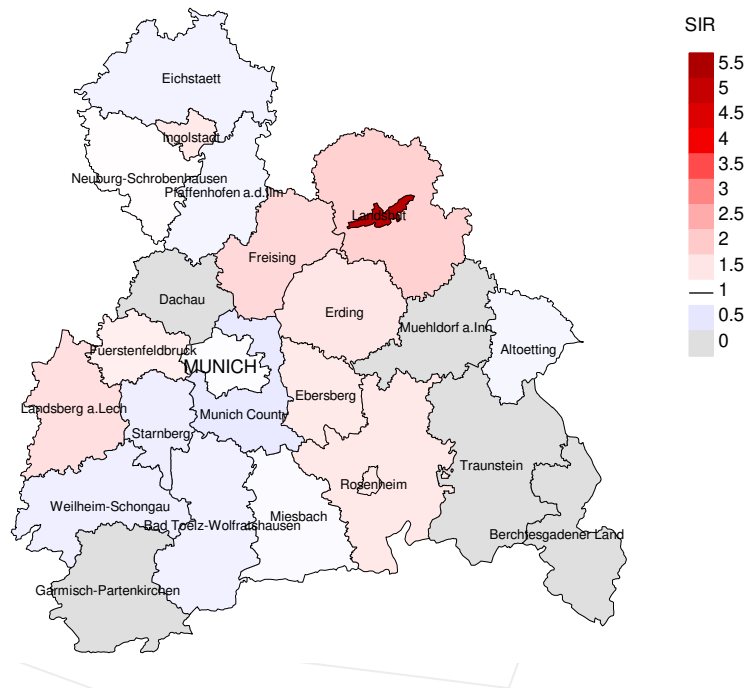 SIR
5.5
5
4.5
4
3.5
3
2.5
2
1.5
1
0.5
0
Eichstaett
Ingolstadt
Neuburg-Schrobenhausen
Pfaffenhofen a.d.Ilm
Landshut
Freising
Dachau
Erding
Muehldorf a.Inn
Altoetting
Fuerstenfeldbruck
MUNICH
Ebersberg
Landsberg a.Lech
Munich County
Starnberg
Traunstein
Rosenheim
Weilheim-Schongau
Miesbach
Bad Toelz-Wolfratshausen
Berchtesgadener Land
Garmisch-Partenkirchen